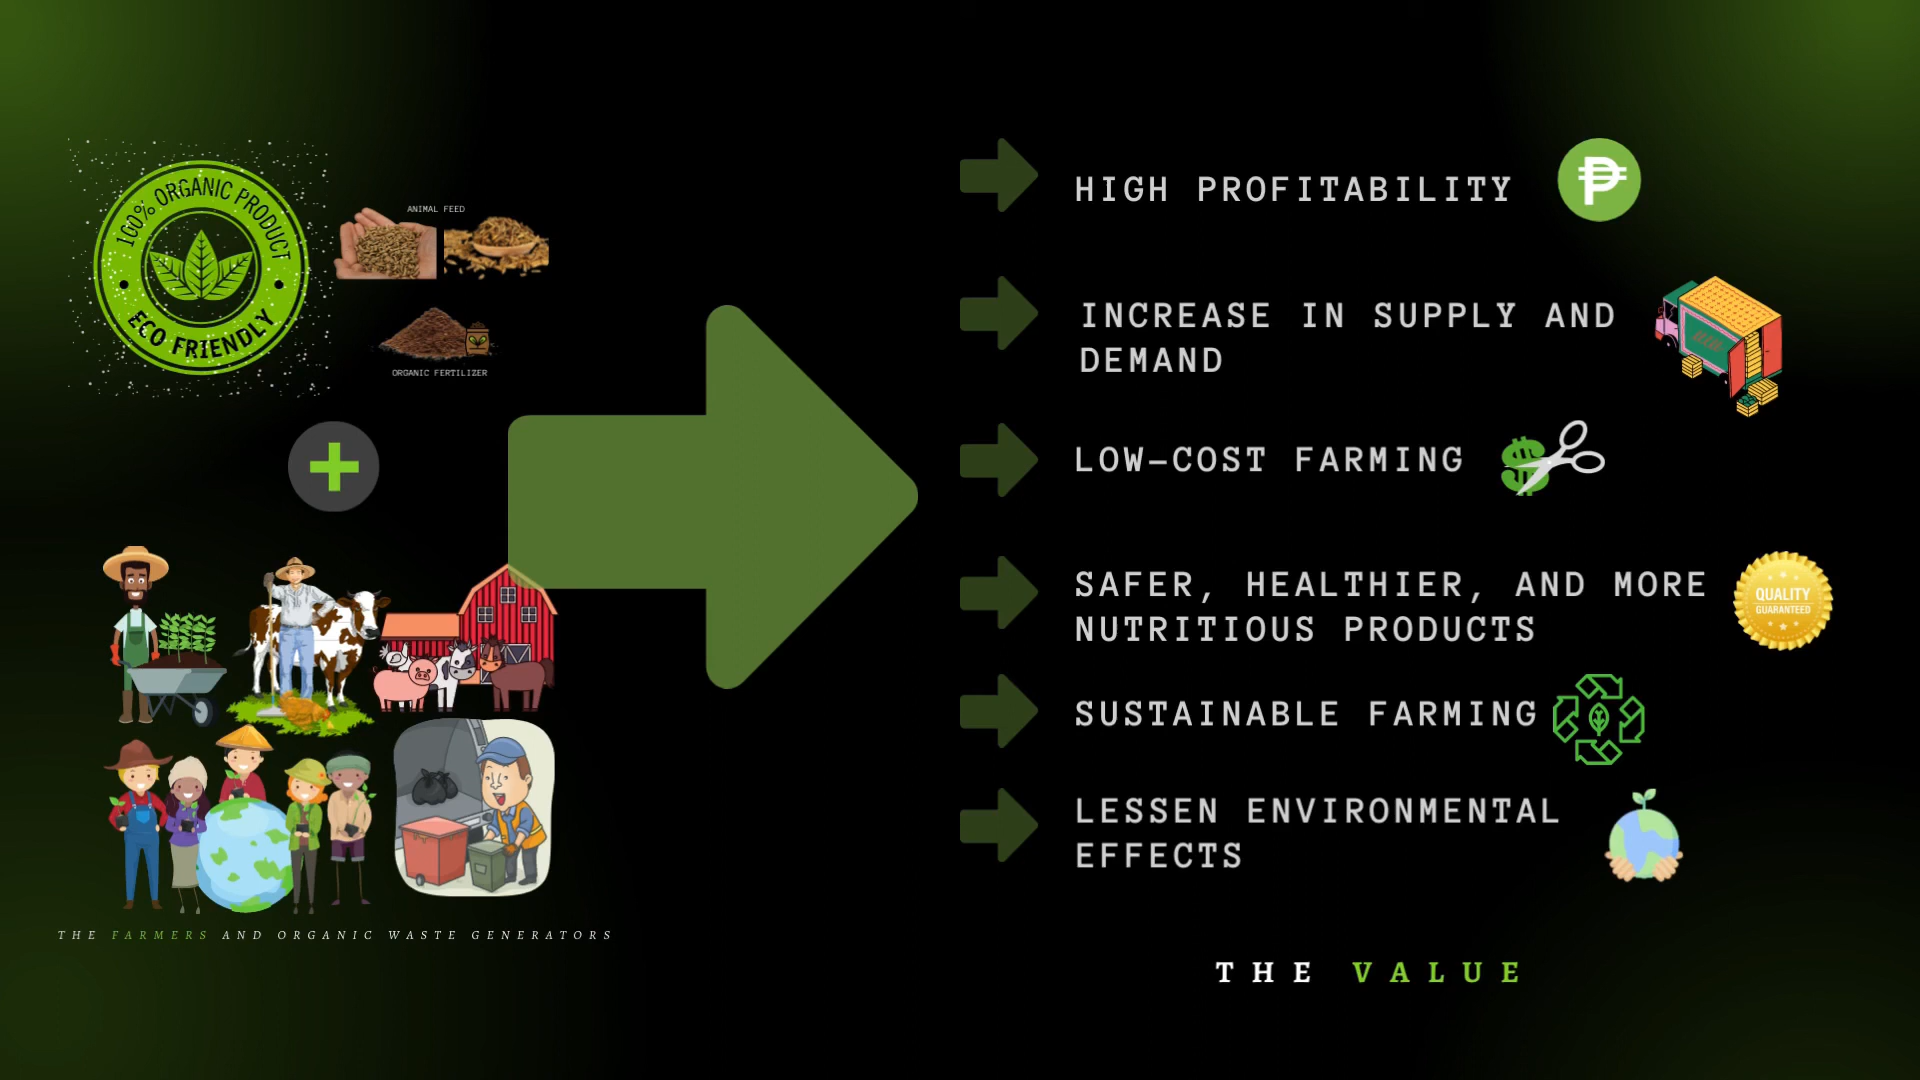 100% ORGANIC PRODUCT
ECO FRIENDLY
ANIMAL FEED
ORGANIC FERTILIZER
THE FARMERS AND ORGANIC WASTE GENERATORS
HIGH PROFITABILITY
INCREASE IN SUPPLY AND
DEMAND
LOW-COST FARMING
SAFER, HEALTHIER, AND MORE
NUTRITIOUS PRODUCTS
QUALITY
GUARANTEED
SUSTAINABLE FARMING
LESSEN ENVIRONMENTAL
EFFECTS
THE VALUE